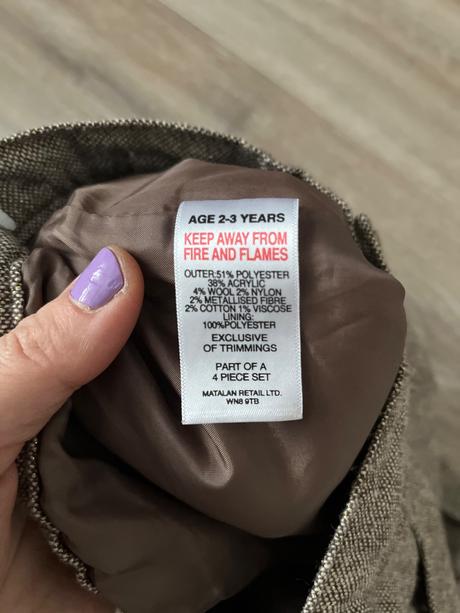 AGE 2-3 YEARS
KEEP AWAY FROM
FIRE AND FLAMES
OUTER:51% POLYESTER
38% ACRYLIC
4% WOOL 2% NYLON
2% METALLISED FIBRE
2% COTTON 1% VISCOSE
LINING:
100%POLYESTER
EXCLUSIVE
OF TRIMMINGS
PART OF A
4 PIECE SET
MATALAN RETAIL LTD.
WN8 9TB